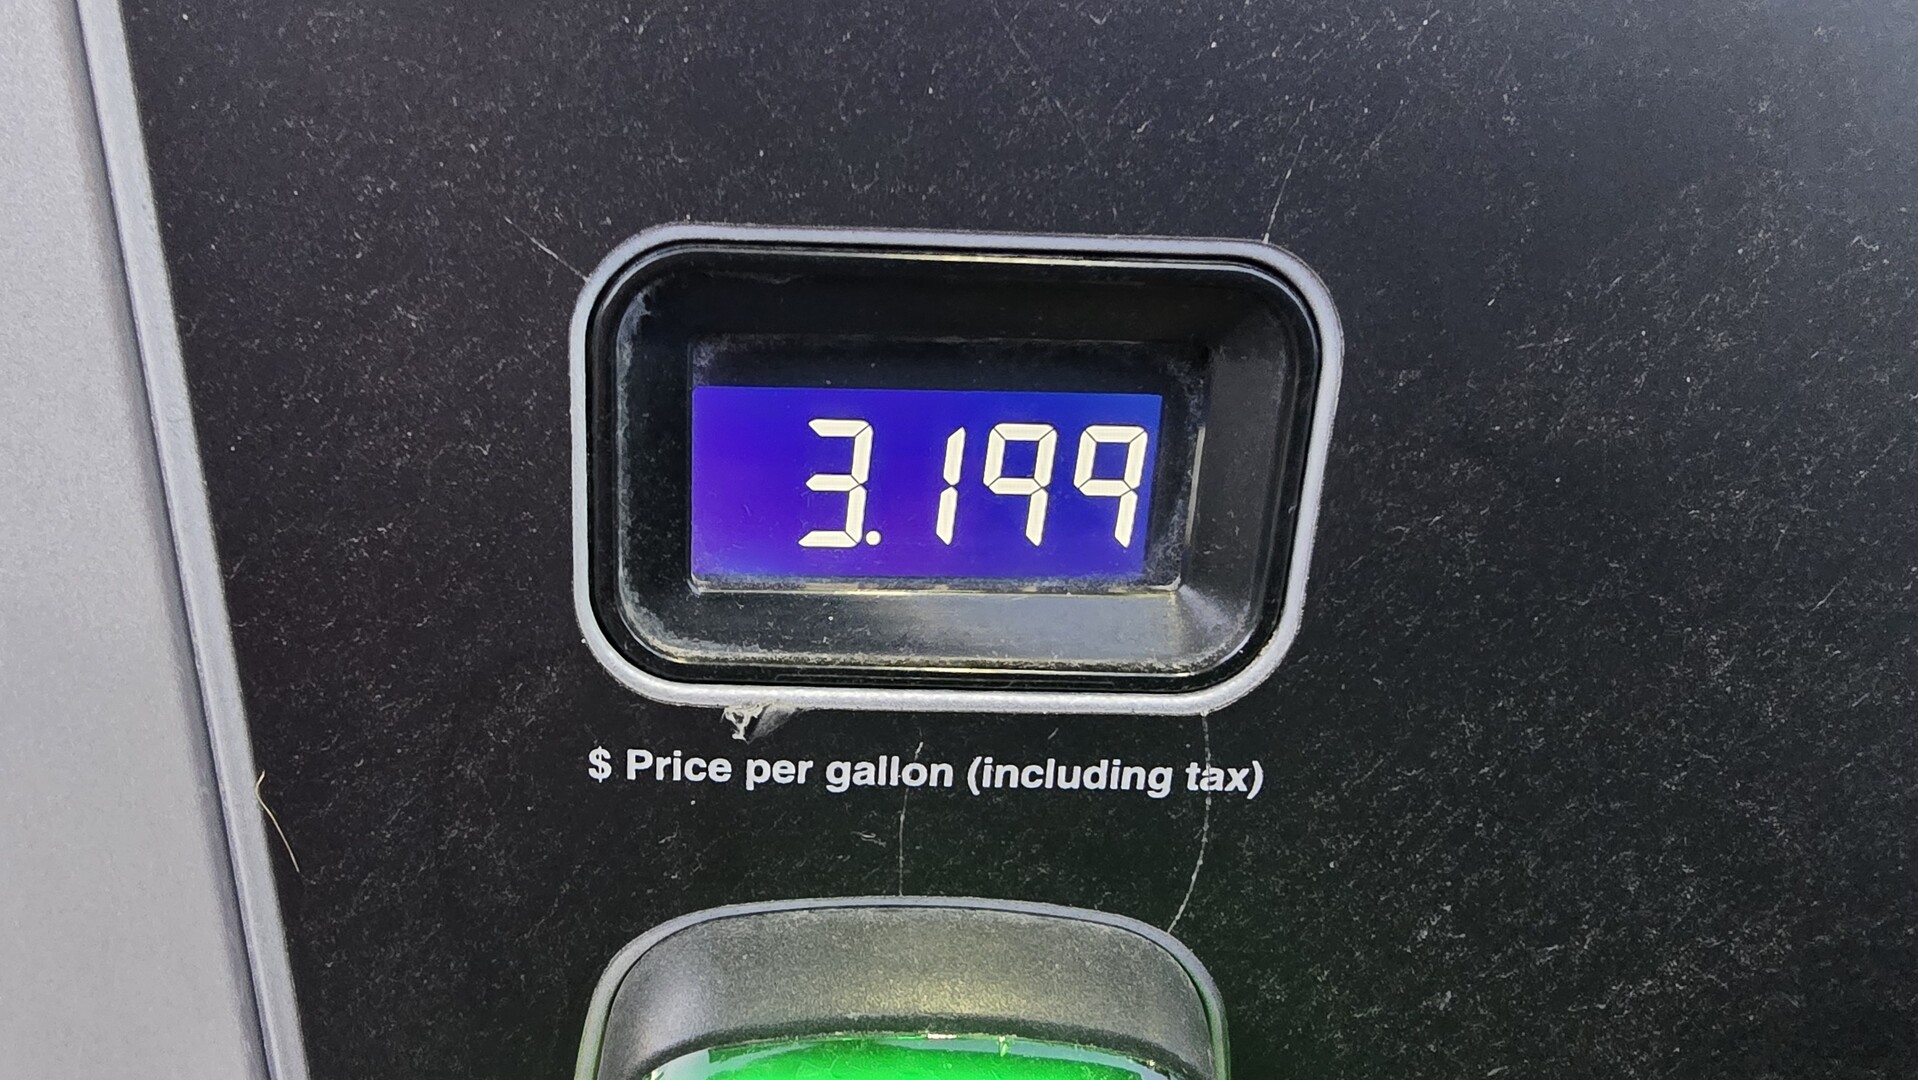 3.199
$ Price per gallon (including tax)